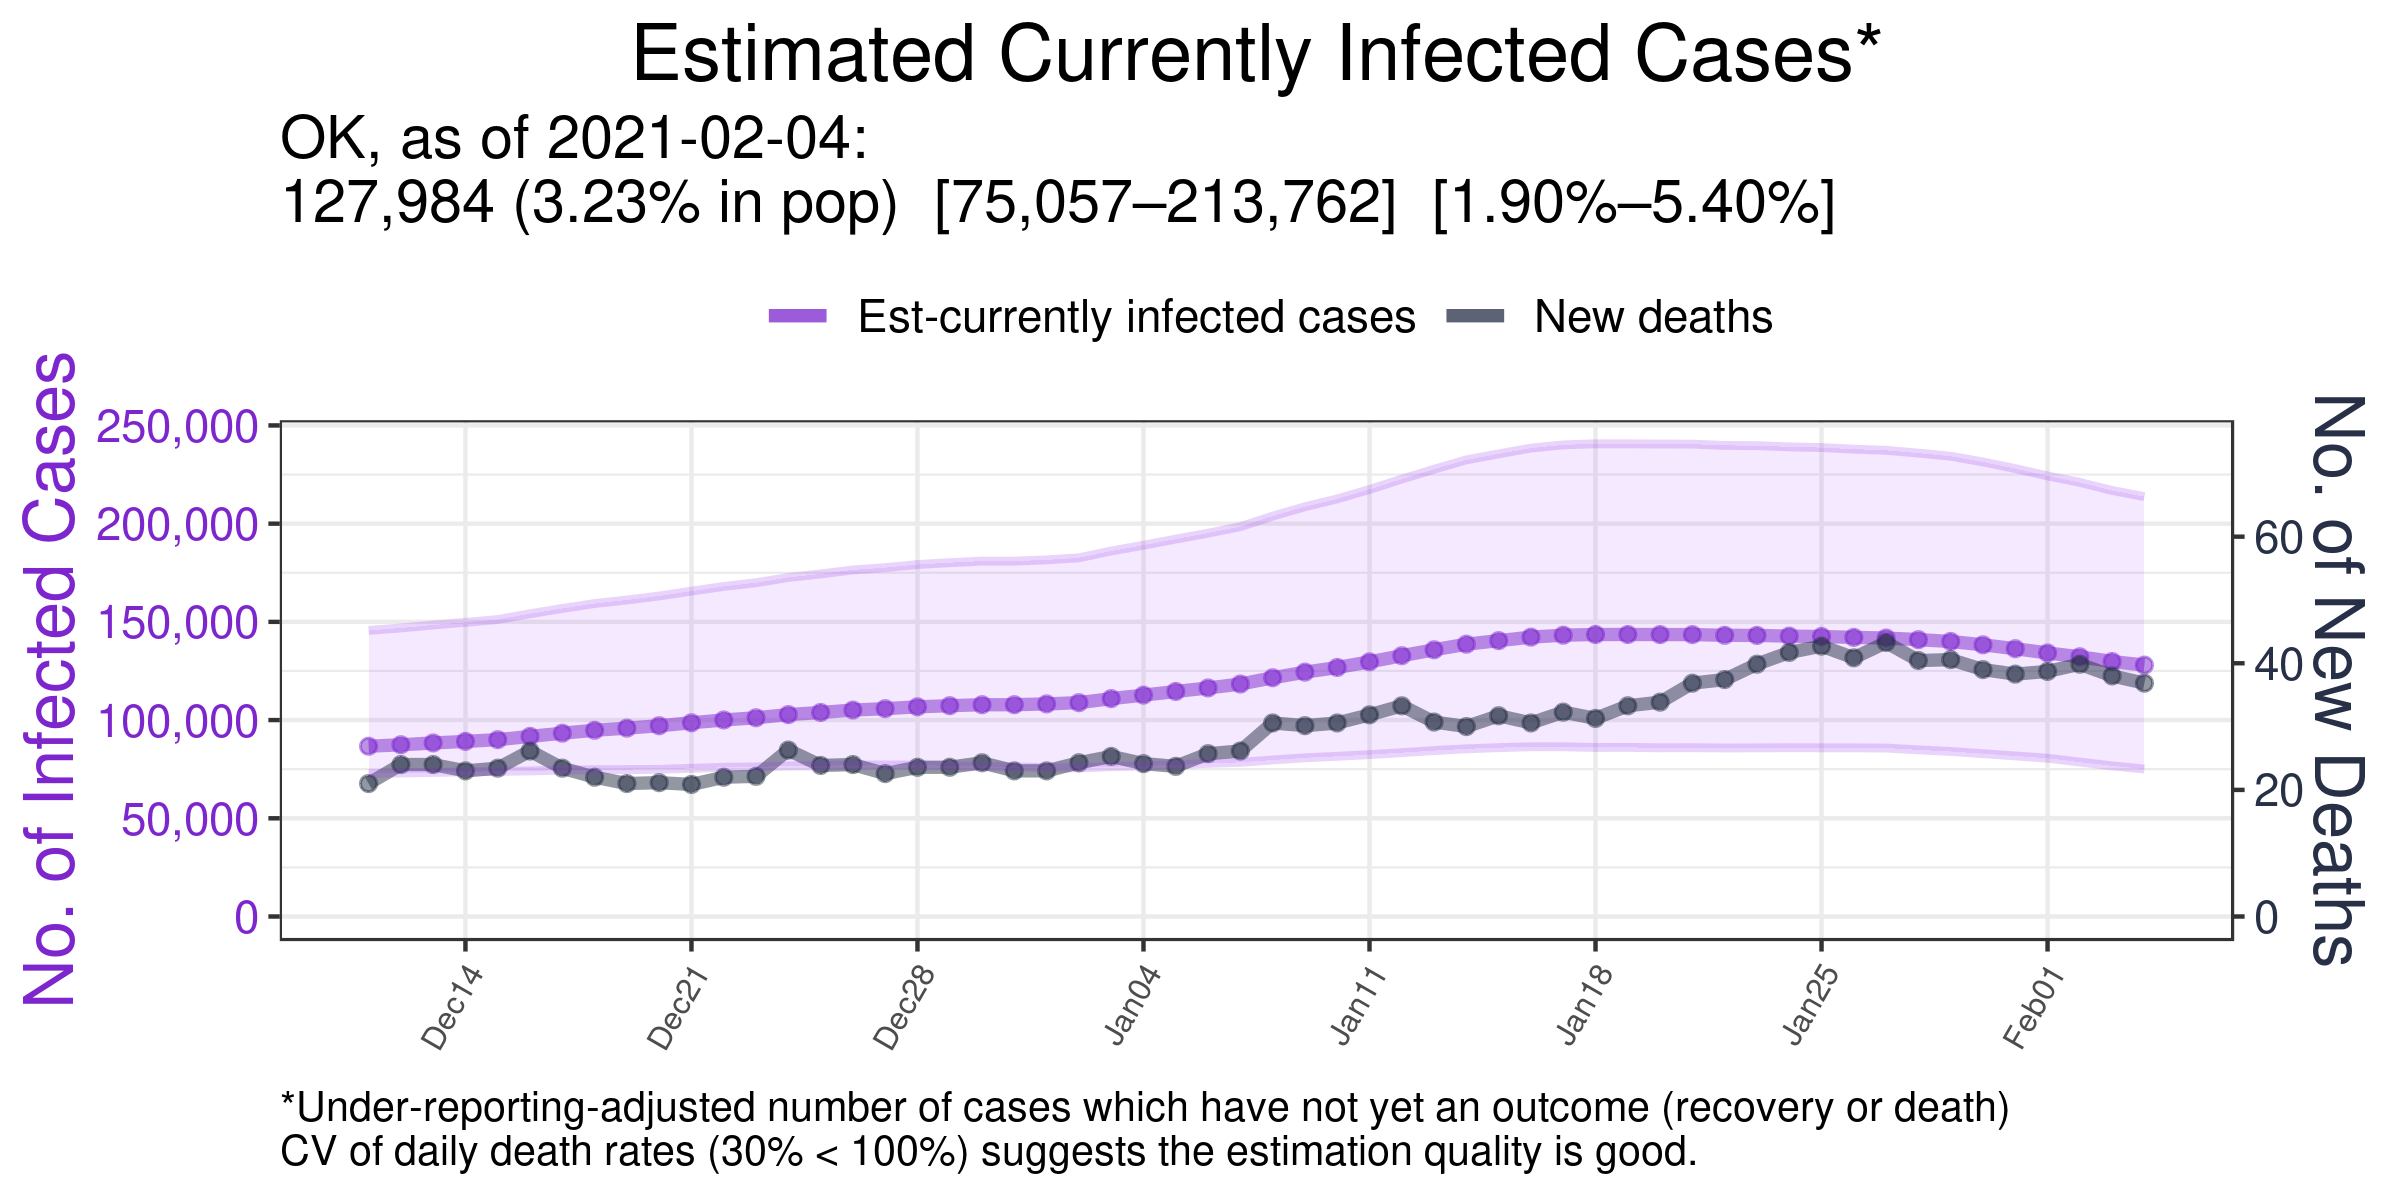 Estimated Currently Infected Cases*
OK, as of 2021-02-04:
127,984 (3.23% in pop)  [75,057–213,762]  [1.90%–5.40%]
Est-currently infected cases
New deaths
No. of Infected Cases
250,000
200,000
150,000
100,000
50,000
0
No. of New Deaths
60
40
20
0
Dec14
Dec21
Dec28
Jan04
Jan11
Jan18
Jan25
Feb01
*Under-reporting-adjusted number of cases which have not yet an outcome (recovery or death)
CV of daily death rates (30% < 100%) suggests the estimation quality is good.